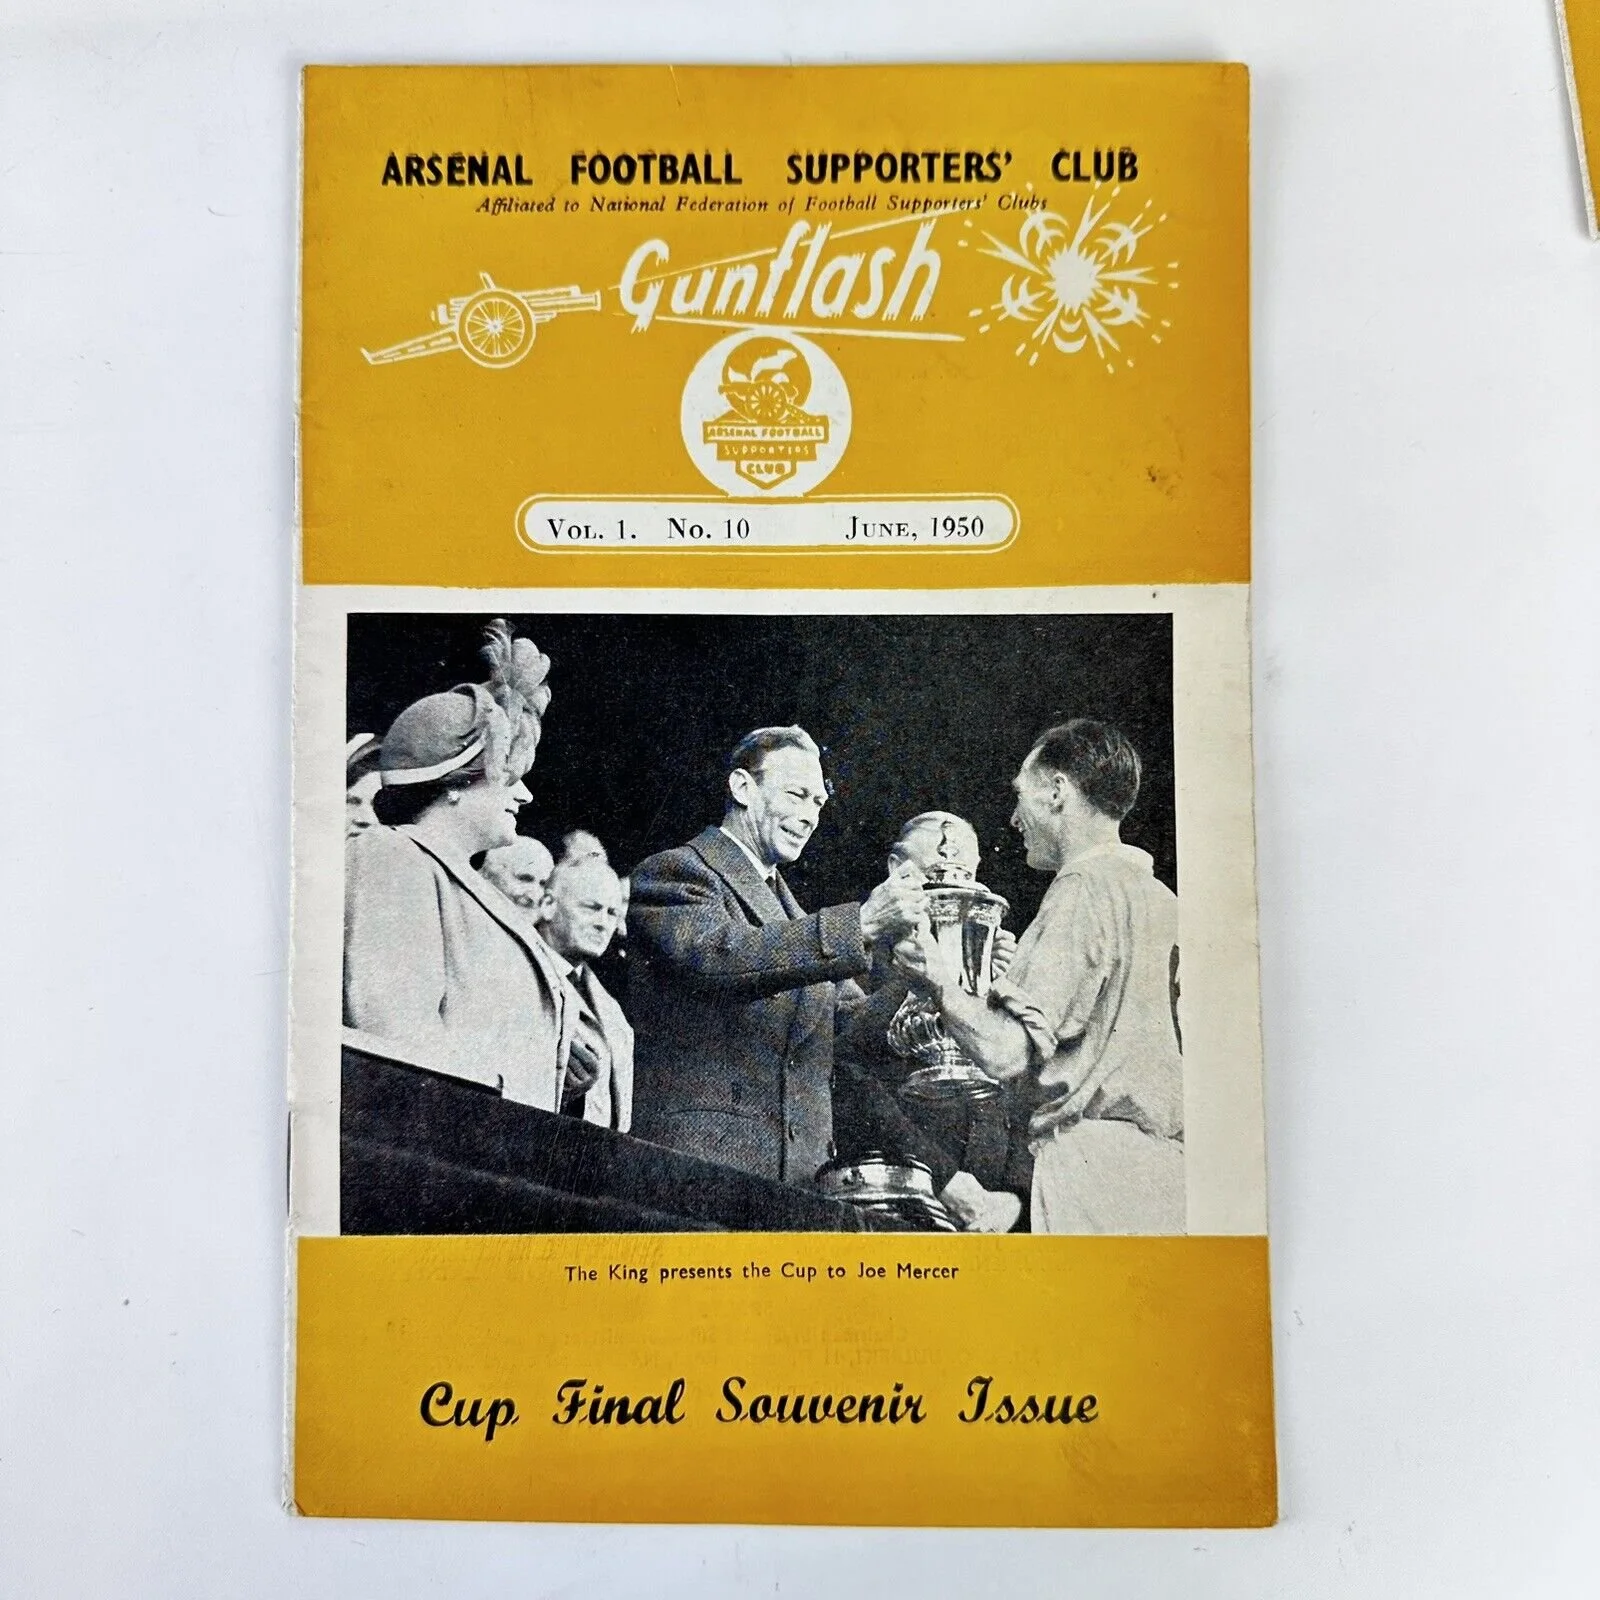 ARSENAL FOOTBALL SUPPORTERS' CLUB
Affiliated to National Federation of Football Supporters' Clubs
Gunflash
ARSENAL FOOTBALL
SUPPORTERS
CLUB
VOL. 1. NO. 10 JUNE, 1950
The King presents the Cup to Joe Mercer
Cup Final Souvenir Issue